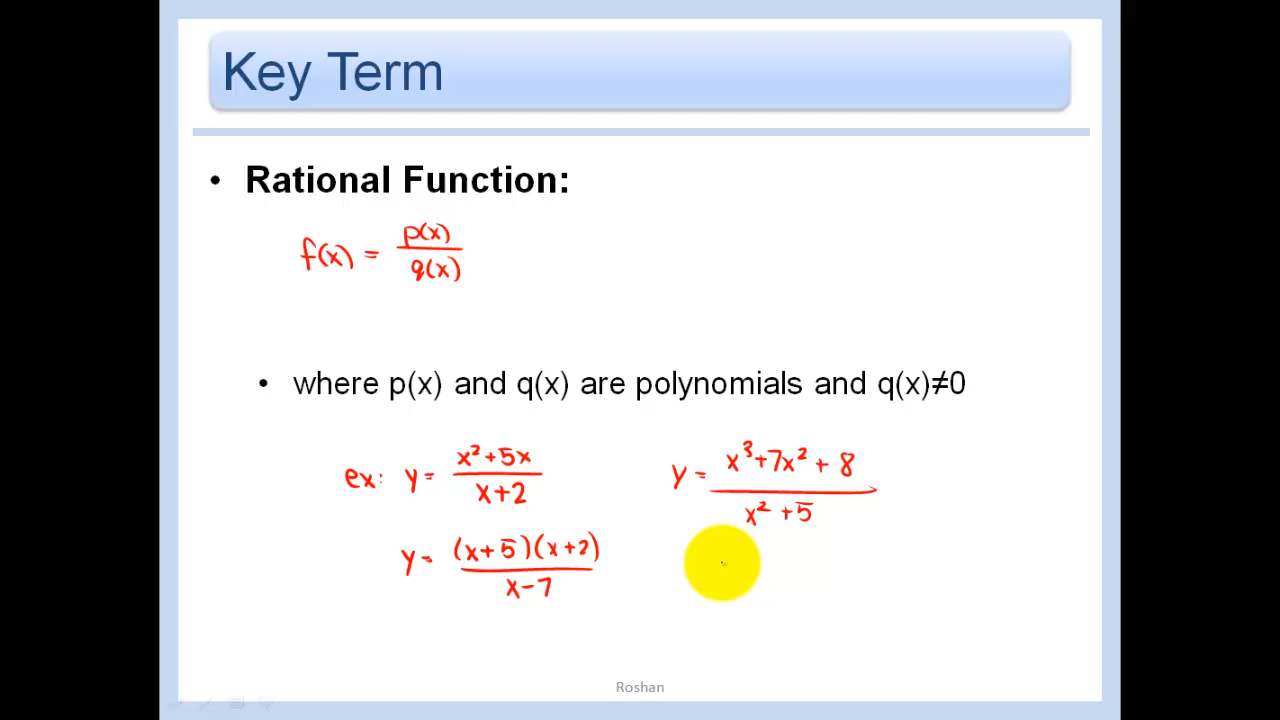 Key Term
• Rational Function:
f(x) = p(x)/q(x)
• where p(x) and q(x) are polynomials and q(x)≠0
ex: y = (x²+5x)/(x+2)
y = (x³+7x²+8)/(x²+5)
y = (x+5)(x+2)/(x-7)
Roshan